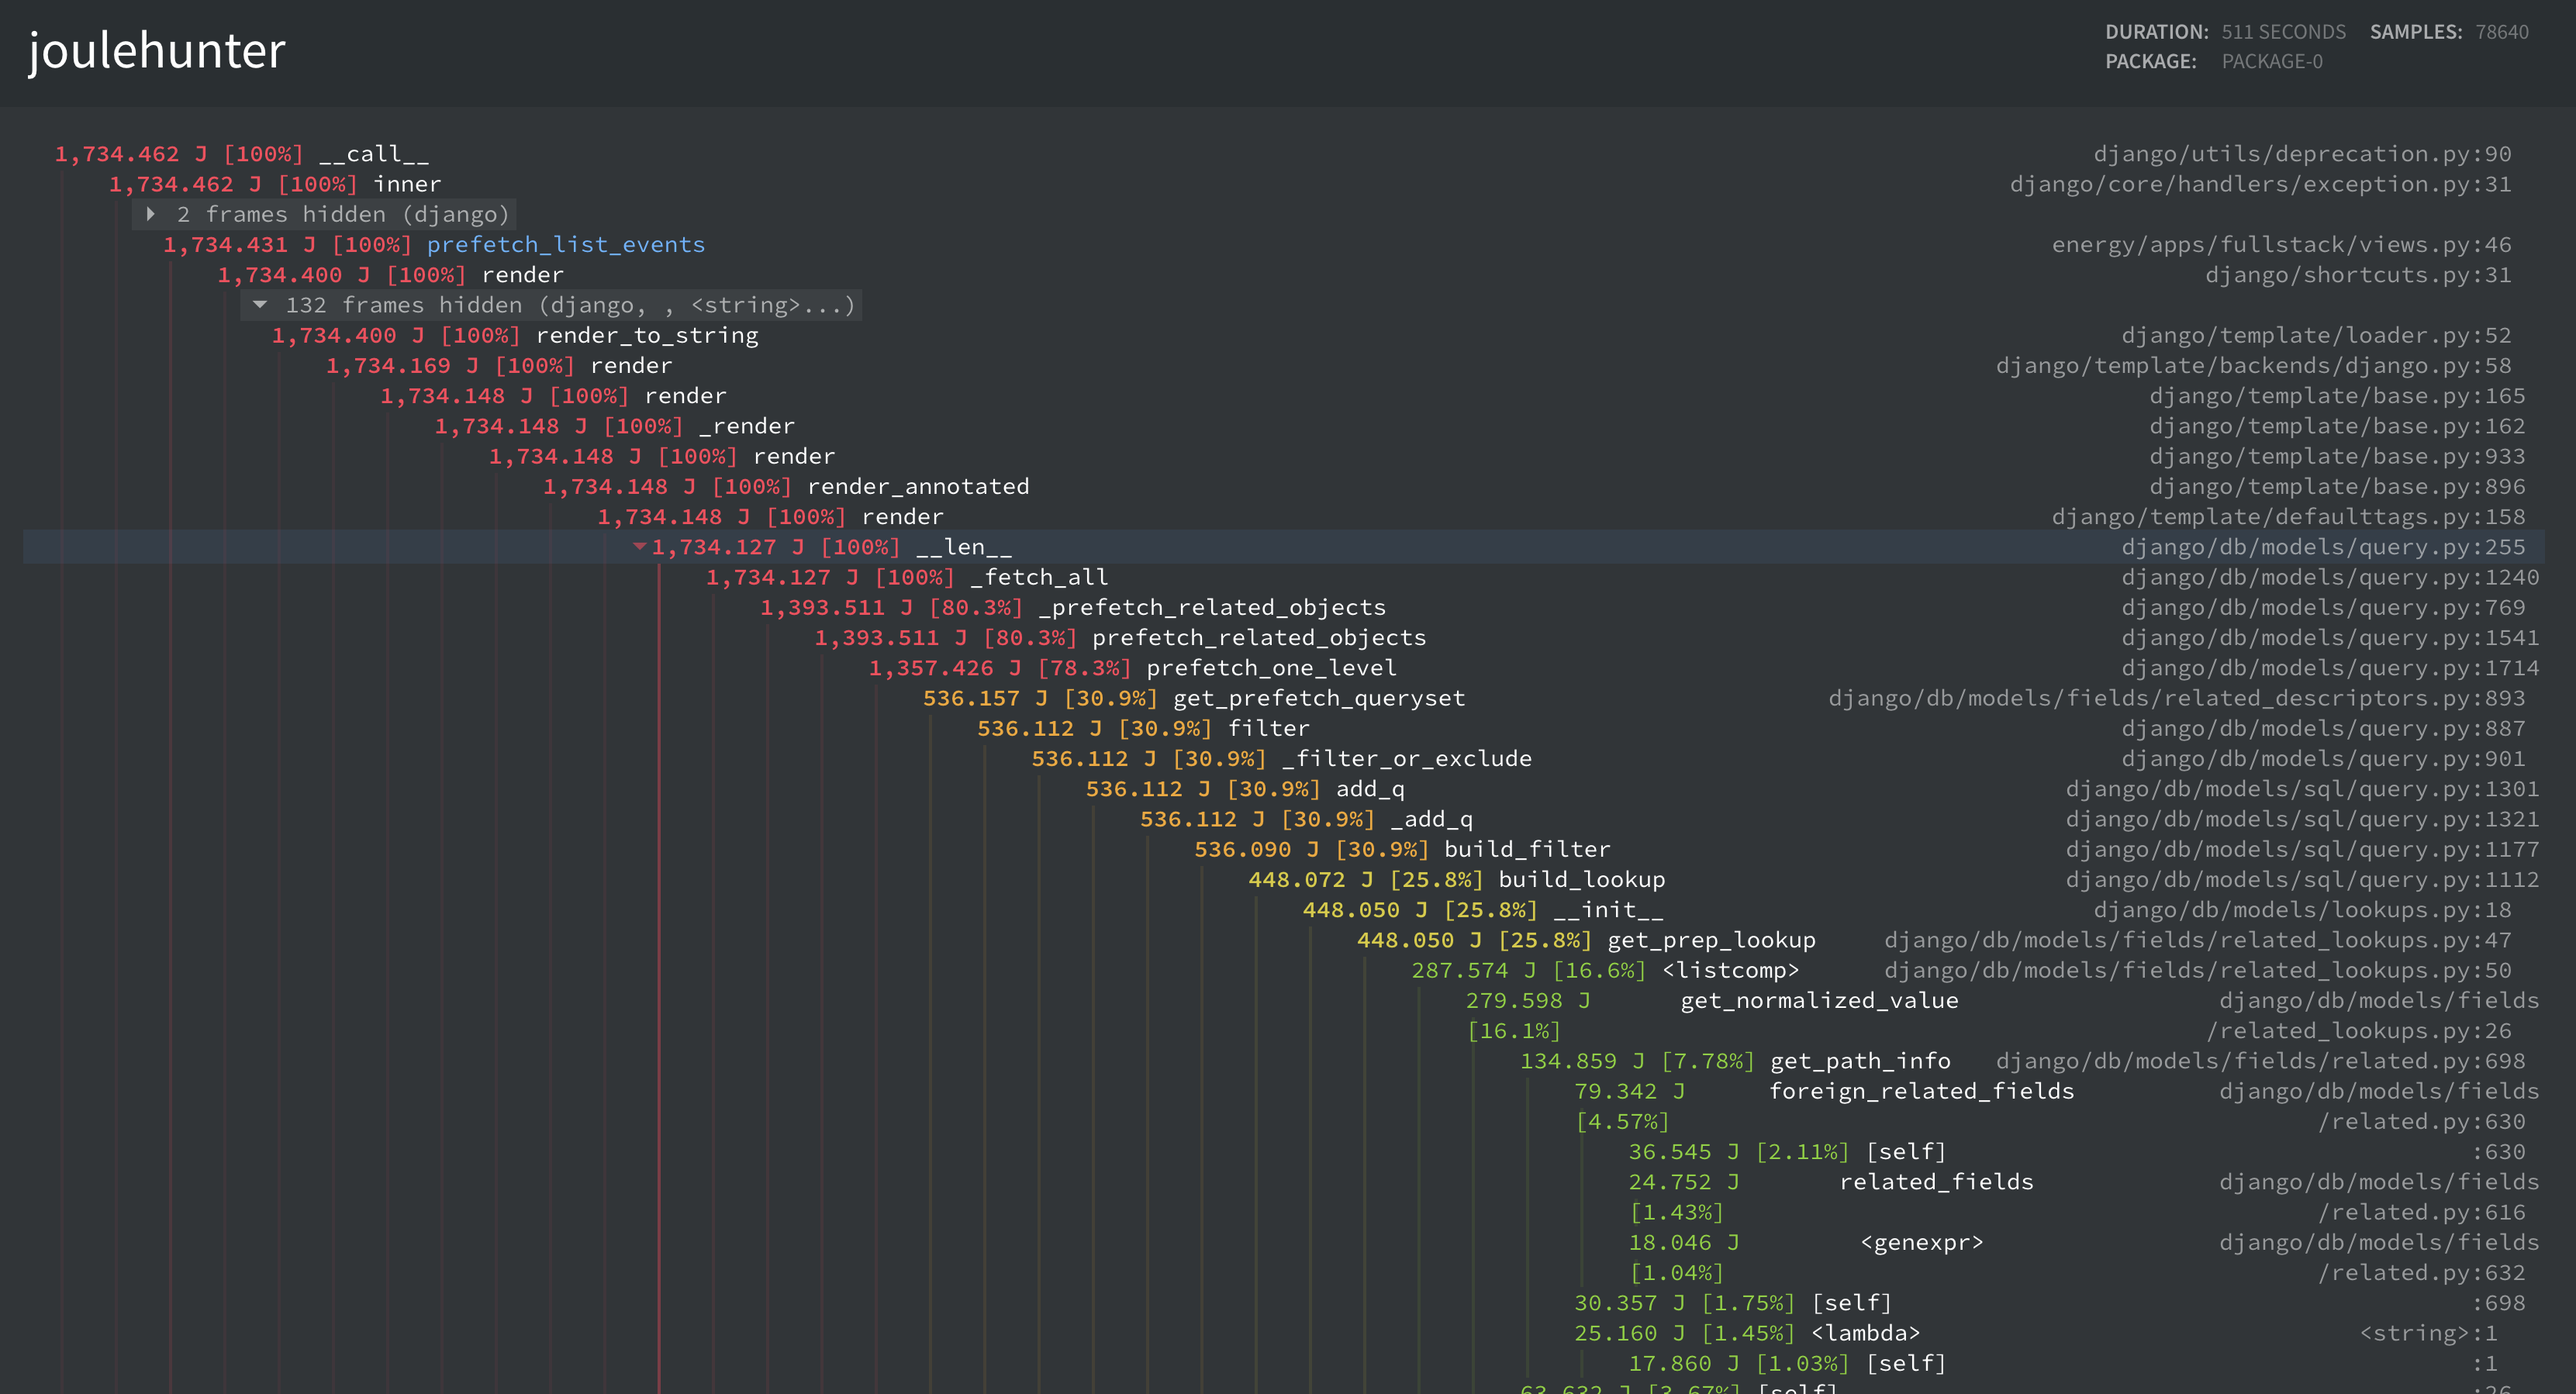 joulehunter
DURATION: 511 SECONDS SAMPLES: 78640
PACKAGE: PACKAGE-0
1,734.462 J [100%] __call__ django/utils/deprecation.py:90
1,734.462 J [100%] inner django/core/handlers/exception.py:31
2 frames hidden (django)
1,734.431 J [100%] prefetch_list_events energy/apps/fullstack/views.py:46
1,734.400 J [100%] render django/shortcuts.py:31
132 frames hidden (django, , <string>...)
1,734.400 J [100%] render_to_string django/template/loader.py:52
1,734.169 J [100%] render django/template/backends/django.py:58
1,734.148 J [100%] render django/template/base.py:165
1,734.148 J [100%] _render django/template/base.py:162
1,734.148 J [100%] render django/template/base.py:933
1,734.148 J [100%] render_annotated django/template/base.py:896
1,734.148 J [100%] render django/template/defaulttags.py:158
1,734.127 J [100%] __len__ django/db/models/query.py:255
1,734.127 J [100%] _fetch_all django/db/models/query.py:1240
1,393.511 J [80.3%] _prefetch_related_objects django/db/models/query.py:769
1,393.511 J [80.3%] prefetch_related_objects django/db/models/query.py:1541
1,357.426 J [78.3%] prefetch_one_level django/db/models/query.py:1714
536.157 J [30.9%] get_prefetch_queryset django/db/models/fields/related_descriptors.py:893
536.112 J [30.9%] filter django/db/models/query.py:887
536.112 J [30.9%] _filter_or_exclude django/db/models/query.py:901
536.112 J [30.9%] add_q django/db/models/sql/query.py:1301
536.112 J [30.9%] _add_q django/db/models/sql/query.py:1321
536.090 J [30.9%] build_filter django/db/models/sql/query.py:1177
448.072 J [25.8%] build_lookup django/db/models/sql/query.py:1112
448.050 J [25.8%] __init__ django/db/models/lookups.py:18
448.050 J [25.8%] get_prep_lookup django/db/models/fields/related_lookups.py:47
287.574 J [16.6%] <listcomp> django/db/models/fields/related_lookups.py:50
279.598 J get_normalized_value django/db/models/fields
[16.1%] /related_lookups.py:26
134.859 J [7.78%] get_path_info django/db/models/fields/related.py:698
79.342 J foreign_related_fields django/db/models/fields
[4.57%] /related.py:630
36.545 J [2.11%] [self] :630
24.752 J related_fields django/db/models/fields
[1.43%] /related.py:616
18.046 J <genexpr> django/db/models/fields
[1.04%] /related.py:632
30.357 J [1.75%] [self] :698
25.160 J [1.45%] <lambda> <string>:1
17.860 J [1.03%] [self] :1
63.632 J [3.67%] [self] :26